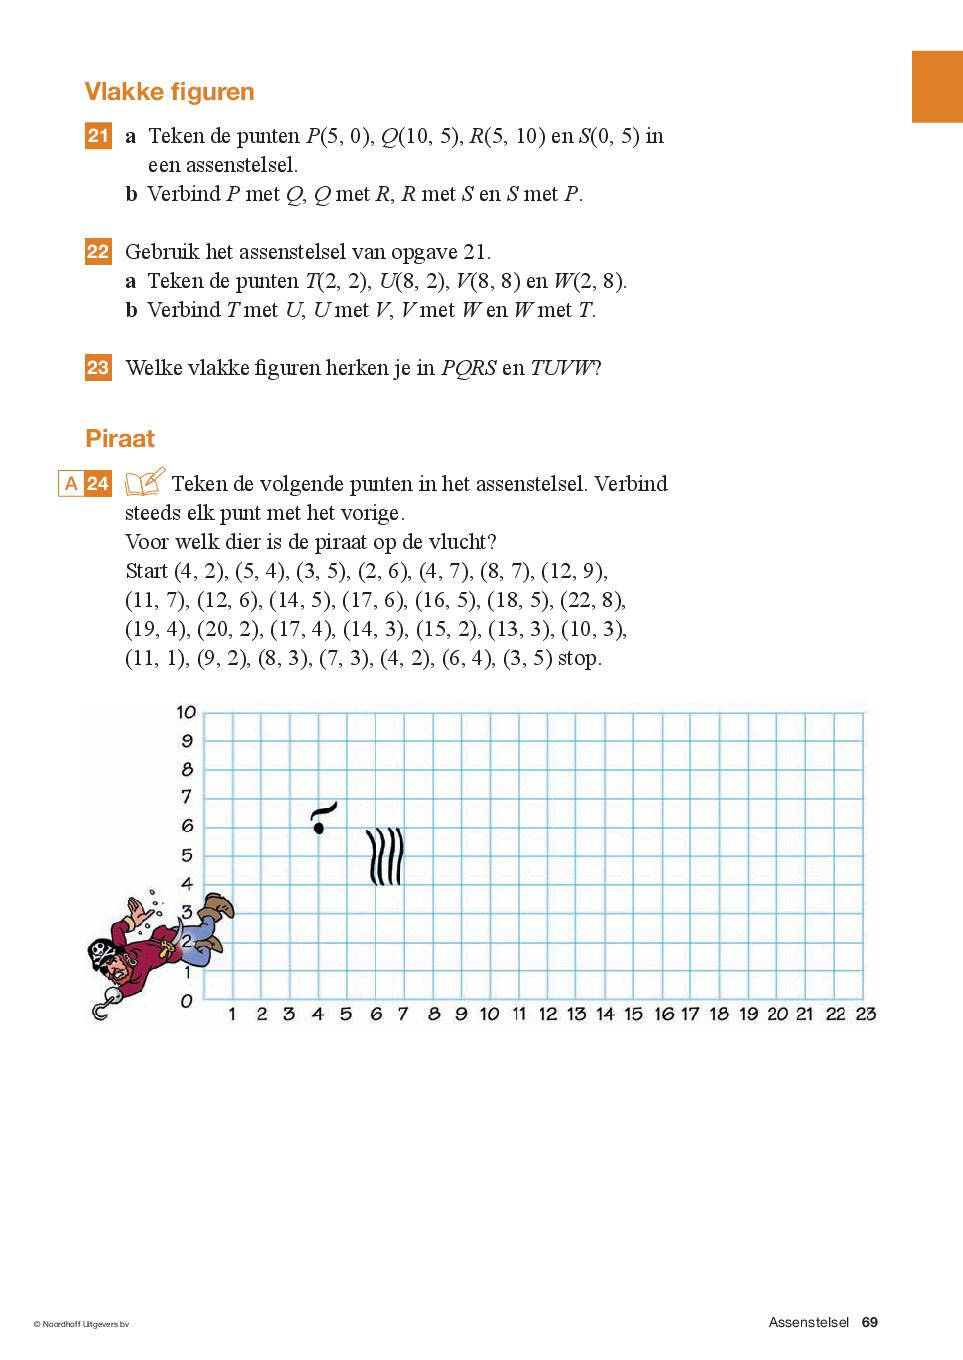 Vlakke figuren
21 a Teken de punten P(5, 0), Q(10, 5), R(5, 10) en S(0, 5) in
een assenstelsel.
b Verbind P met Q, Q met R, R met S en S met P.
22 Gebruik het assenstelsel van opgave 21.
a Teken de punten T(2, 2), U(8, 2), V(8, 8) en W(2, 8).
b Verbind T met U, U met V, V met W en W met T.
23 Welke vlakke figuren herken je in PQRS en TUVW?
Piraat
A 24 Teken de volgende punten in het assenstelsel. Verbind
steeds elk punt met het vorige.
Voor welk dier is de piraat op de vlucht?
Start (4, 2), (5, 4), (3, 5), (2, 6), (4, 7), (8, 7), (12, 9),
(11, 7), (12, 6), (14, 5), (17, 6), (16, 5), (18, 5), (22, 8),
(19, 4), (20, 2), (17, 4), (14, 3), (15, 2), (13, 3), (10, 3),
(11, 1), (9, 2), (8, 3), (7, 3), (4, 2), (6, 4), (3, 5) stop.
10
9
8
7
6
5
4
3
2
1
0
1 2 3 4 5 6 7 8 9 10 11 12 13 14 15 16 17 18 19 20 21 22 23
© Noordhoff Uitgevers bv
Assenstelsel 69